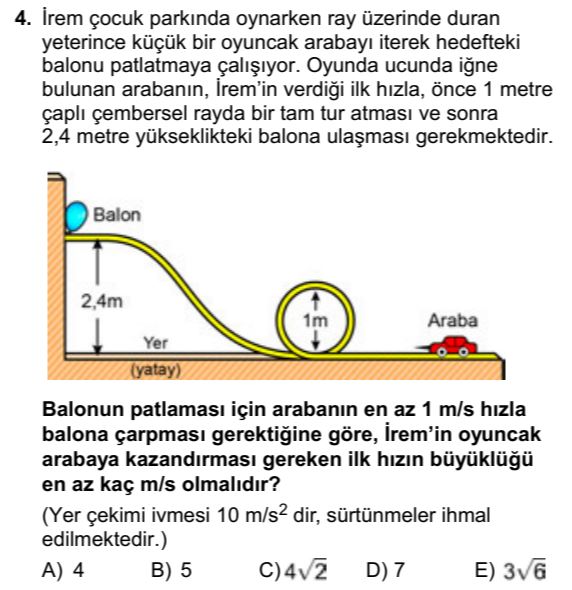 4. İrem çocuk parkında oynarken ray üzerinde duran
yeterince küçük bir oyuncak arabayı iterek hedefteki
balonu patlatmaya çalışıyor. Oyunda ucunda iğne
bulunan arabanın, İrem'in verdiği ilk hızla, önce 1 metre
çaplı çembersel rayda bir tam tur atması ve sonra
2,4 metre yükseklikteki balona ulaşması gerekmektedir.
Balon
2,4m
1m
Araba
Yer
(yatay)
Balonun patlaması için arabanın en az 1 m/s hızla
balona çarpması gerektiğine göre, İrem'in oyuncak
arabaya kazandırması gereken ilk hızın büyüklüğü
en az kaç m/s olmalıdır?
(Yer çekimi ivmesi 10 m/s² dir, sürtünmeler ihmal
edilmektedir.)
A) 4 B) 5 C) 4√2 D) 7 E) 3√6